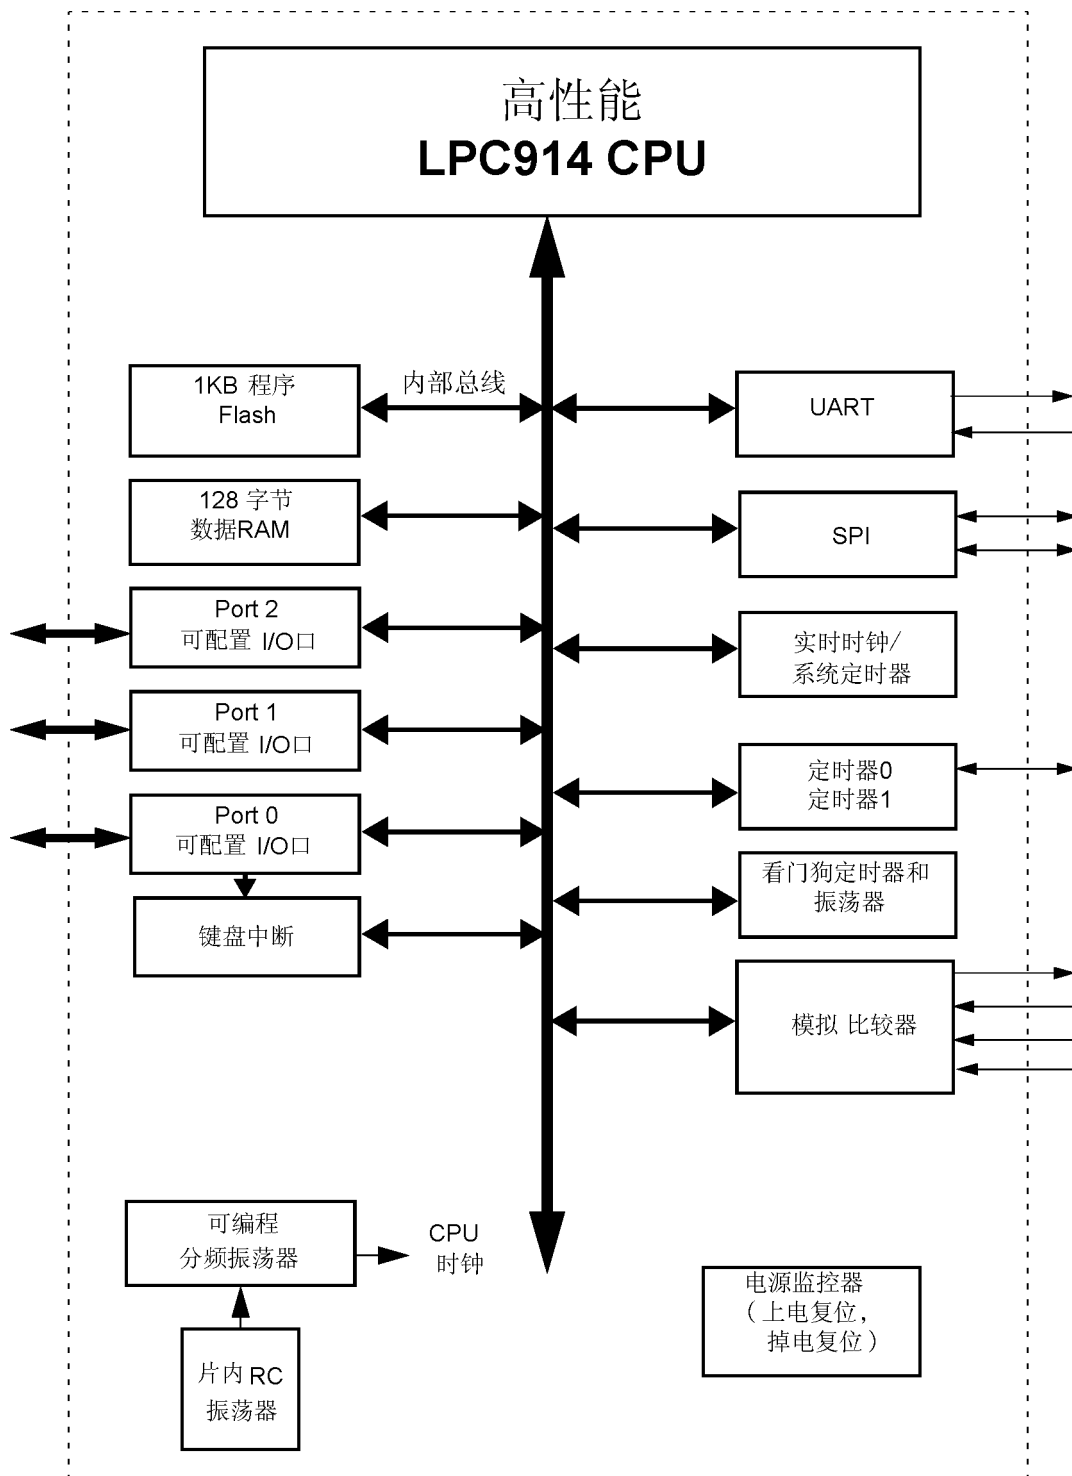 高性能
LPC914 CPU
1KB 程序
Flash
内部总线
UART
128 字节
数据RAM
SPI
Port 2
可配置 I/O口
实时时钟/
系统定时器
Port 1
可配置 I/O口
定时器0
定时器1
Port 0
可配置 I/O口
看门狗定时器和
振荡器
键盘中断
模拟 比较器
可编程
分频振荡器
CPU
时钟
电源监控器
（上电复位，
掉电复位）
片内 RC
振荡器